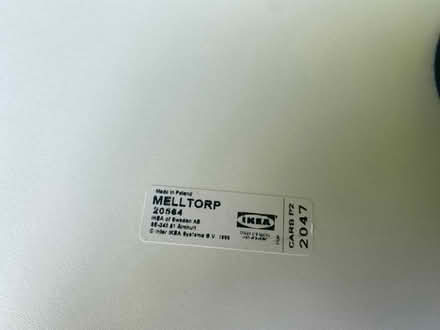 Made in Poland
MELLTORP
20564
IKEA of Sweden AB
SE-343 81 Älmhult
© Inter IKEA Systems B.V. 1999
IKEA
CARB P2
2047